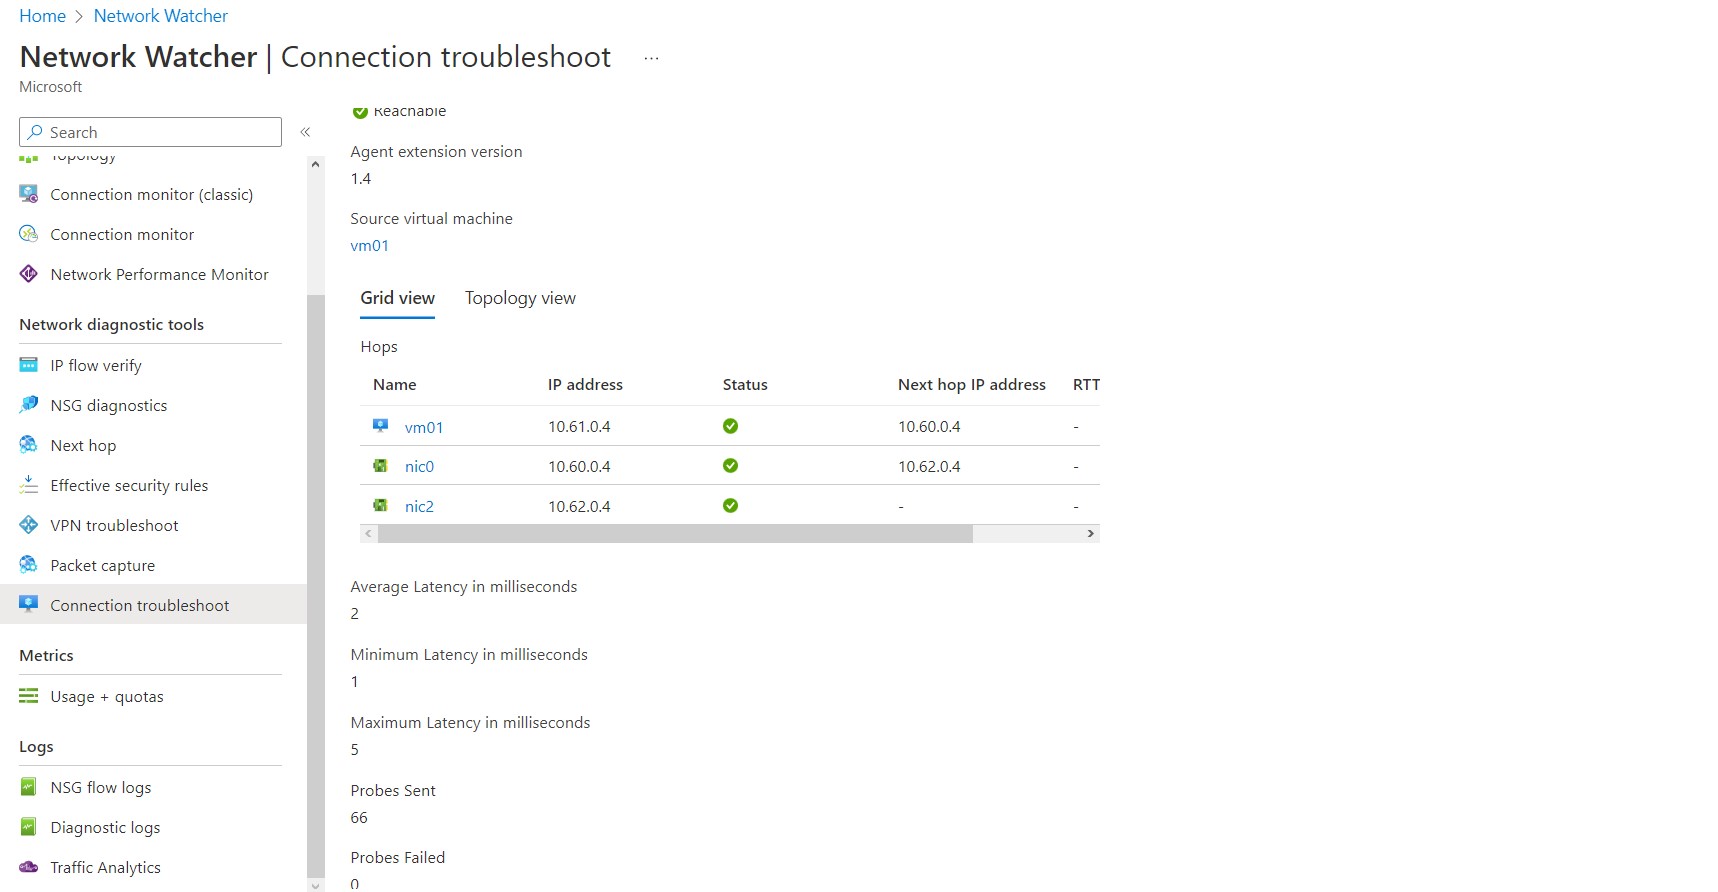 Home > Network Watcher
Network Watcher | Connection troubleshoot ...
Microsoft
Search «
Topology
Connection monitor (classic)
Connection monitor
Network Performance Monitor
Network diagnostic tools
IP flow verify
NSG diagnostics
Next hop
Effective security rules
VPN troubleshoot
Packet capture
Connection troubleshoot
Metrics
Usage + quotas
Logs
NSG flow logs
Diagnostic logs
Traffic Analytics
Reachable
Agent extension version
1.4
Source virtual machine
vm01
Grid view Topology view
Hops
Name IP address Status Next hop IP address RTT
vm01 10.61.0.4 10.60.0.4 -
nic0 10.60.0.4 10.62.0.4 -
nic2 10.62.0.4 - -
Average Latency in milliseconds
2
Minimum Latency in milliseconds
1
Maximum Latency in milliseconds
5
Probes Sent
66
Probes Failed
0